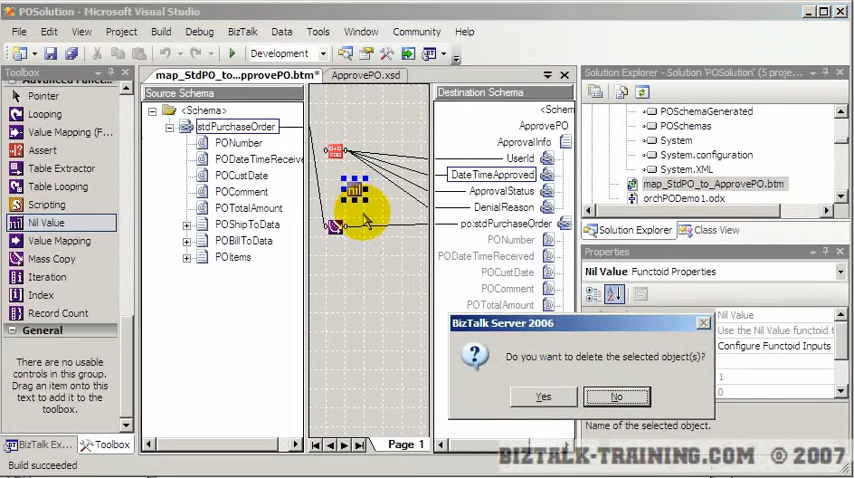 POSolution - Microsoft Visual Studio
File Edit View Project Build Debug BizTalk Data Tools Window Community Help
Development
Toolbox
map_StdPO_to...pprovePO.btm* ApprovePO.xsd
Advanced Func
Pointer
Looping
Value Mapping (F...
Assert
Table Extractor
Table Looping
Scripting
Nil Value
Value Mapping
Mass Copy
Iteration
Index
Record Count
General
There are no usable
controls in this group.
Drag an item onto this
text to add it to the
toolbox.
BizTalk Ex... Toolbox
Build succeeded
Source Schema
<Schema>
stdPurchaseOrder
PONumber
PODateTimeReceive
POCustDate
POComment
POTotalAmount
POShipToData
POBillToData
POItems
Page 1
Destination Schema
<Schem
ApprovePO
ApprovalInfo
UserId
DateTimeApproved
ApprovalStatus
DenialReason
po:stdPurchaseOrder
PONumber
PODateTimeReceived
POCustDate
POComment
POTotalAmount
Solution Explorer - Solution 'POSolution' (5 proje
POSchemaGenerated
POSchemas
System
System.configuration
System.XML
map_StdPO_to_ApprovePO.btm
orchPODemo1.odx
Solution Explorer Class View
Properties
Nil Value Functoid Properties
Nil Value
Use the Nil Value functoid t
Configure Functoid Inputs
1
0
Name of the selected object.
BizTalk Server 2006
Do you want to delete the selected object(s)?
Yes No
BIZTALK-TRAINING.COM © 2007